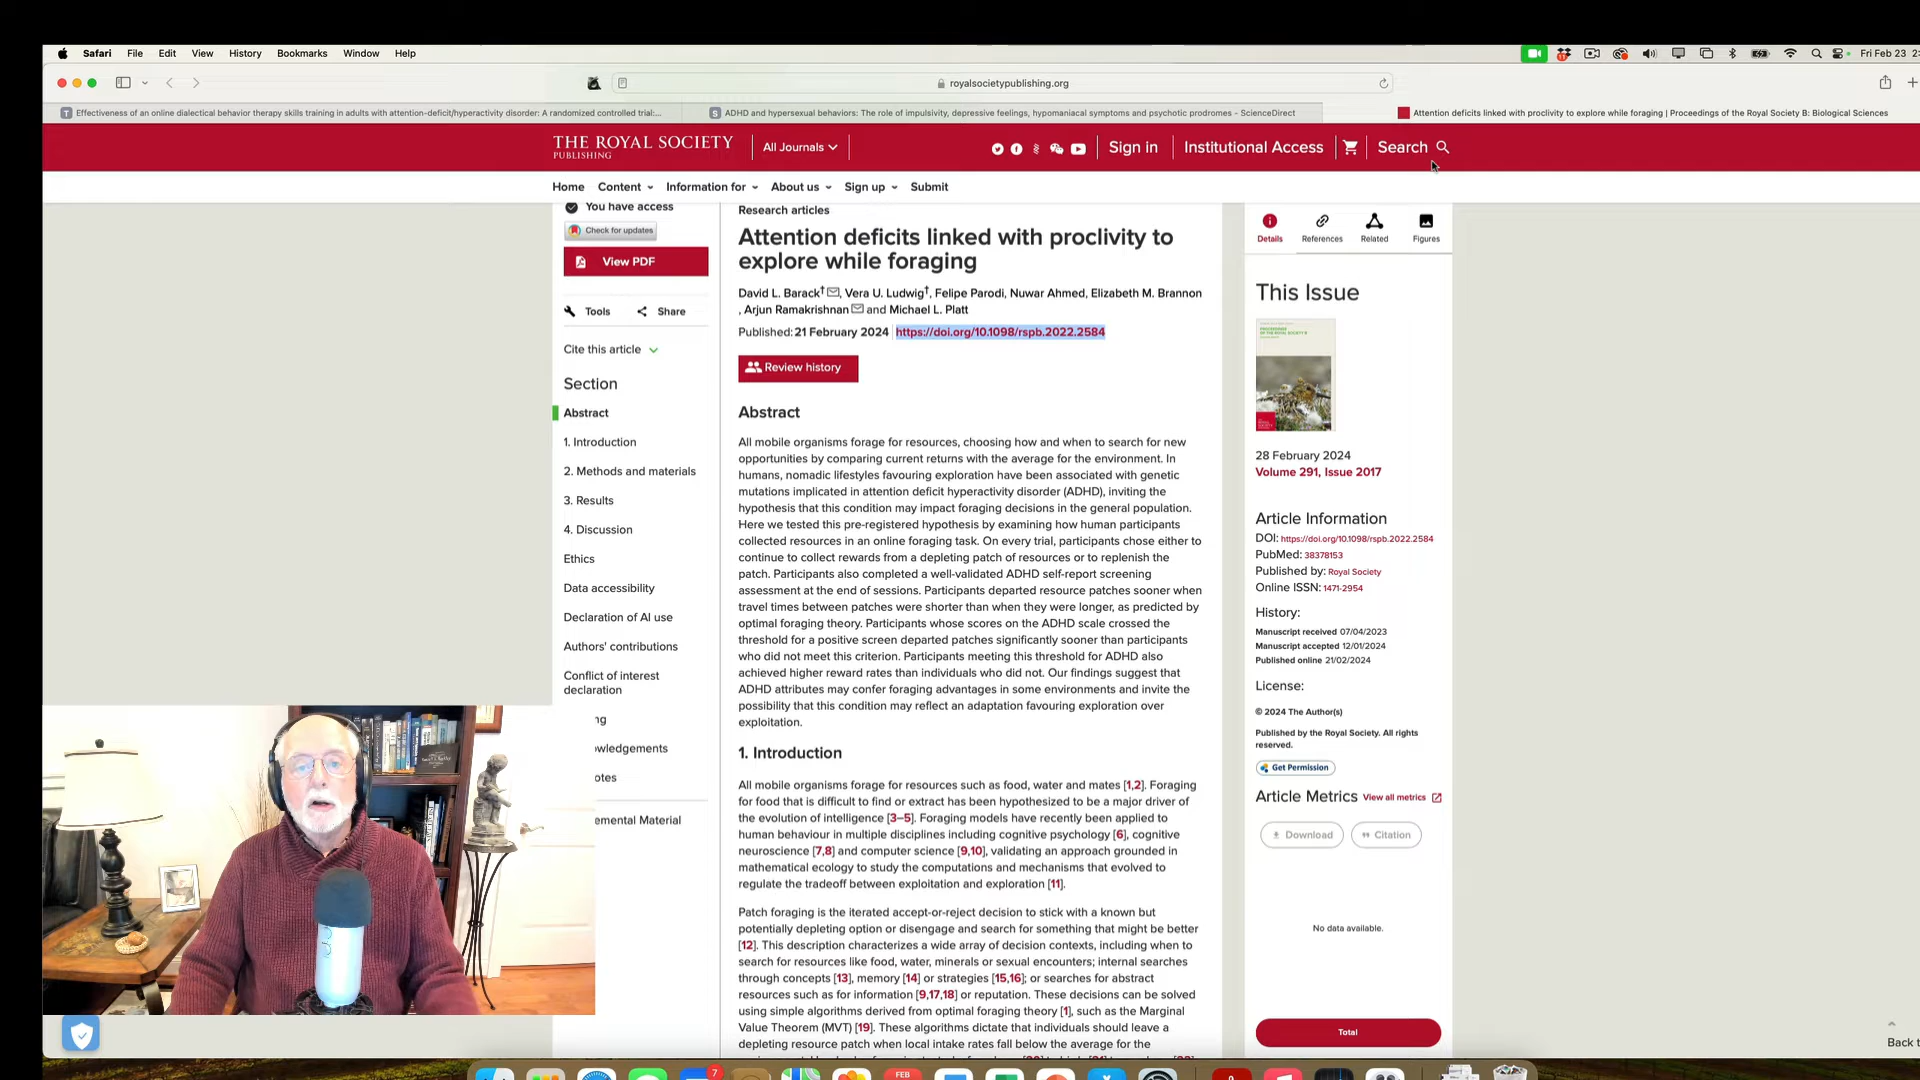 Safari File Edit View History Bookmarks Window Help
Fri Feb 23
royalsocietypublishing.org
Effectiveness of an online dialectical behavior therapy skills training in adults with attention-deficit/hyperactivity disorder: A randomized controlled trial:...
ADHD and hypersexual behaviors: The role of impulsivity, depressive feelings, hypomaniacal symptoms and psychotic prodromes - ScienceDirect
Attention deficits linked with proclivity to explore while foraging | Proceedings of the Royal Society B: Biological Sciences
THE ROYAL SOCIETY
PUBLISHING
All Journals
Sign in
Institutional Access
Search
Home Content Information for About us Sign up Submit
You have access
Check for updates
View PDF
Tools
Share
Cite this article
Section
Abstract
1. Introduction
2. Methods and materials
3. Results
4. Discussion
Ethics
Data accessibility
Declaration of AI use
Authors' contributions
Conflict of interest
declaration
ng
wledgements
otes
emental Material
Research articles
Attention deficits linked with proclivity to
explore while foraging
David L. Barack†, Vera U. Ludwig†, Felipe Parodi, Nuwar Ahmed, Elizabeth M. Brannon
, Arjun Ramakrishnan and Michael L. Platt
Published: 21 February 2024 https://doi.org/10.1098/rspb.2022.2584
Review history
Abstract
All mobile organisms forage for resources, choosing how and when to search for new
opportunities by comparing current returns with the average for the environment. In
humans, nomadic lifestyles favouring exploration have been associated with genetic
mutations implicated in attention deficit hyperactivity disorder (ADHD), inviting the
hypothesis that this condition may impact foraging decisions in the general population.
Here we tested this pre-registered hypothesis by examining how human participants
collected resources in an online foraging task. On every trial, participants chose either to
continue to collect rewards from a depleting patch of resources or to replenish the
patch. Participants also completed a well-validated ADHD self-report screening
assessment at the end of sessions. Participants departed resource patches sooner when
travel times between patches were shorter than when they were longer, as predicted by
optimal foraging theory. Participants whose scores on the ADHD scale crossed the
threshold for a positive screen departed patches significantly sooner than participants
who did not meet this criterion. Participants meeting this threshold for ADHD also
achieved higher reward rates than individuals who did not. Our findings suggest that
ADHD attributes may confer foraging advantages in some environments and invite the
possibility that this condition may reflect an adaptation favouring exploration over
exploitation.
1. Introduction
All mobile organisms forage for resources such as food, water and mates [1,2]. Foraging
for food that is difficult to find or extract has been hypothesized to be a major driver of
the evolution of intelligence [3–5]. Foraging models have recently been applied to
human behaviour in multiple disciplines including cognitive psychology [6], cognitive
neuroscience [7,8] and computer science [9,10], validating an approach grounded in
mathematical ecology to study the computations and mechanisms that evolved to
regulate the tradeoff between exploitation and exploration [11].
Patch foraging is the iterated accept-or-reject decision to stick with a known but
potentially depleting option or disengage and search for something that might be better
[12]. This description characterizes a wide array of decision contexts, including when to
search for resources like food, water, minerals or sexual encounters; internal searches
through concepts [13], memory [14] or strategies [15,16]; or searches for abstract
resources such as for information [9,17,18] or reputation. These decisions can be solved
using simple algorithms derived from optimal foraging theory [1], such as the Marginal
Value Theorem (MVT) [19]. These algorithms dictate that individuals should leave a
depleting resource patch when local intake rates fall below the average for the
Details
References
Related
Figures
This Issue
28 February 2024
Volume 291, Issue 2017
Article Information
DOI: https://doi.org/10.1098/rspb.2022.2584
PubMed: 38378153
Published by: Royal Society
Online ISSN: 1471-2954
History:
Manuscript received 07/04/2023
Manuscript accepted 12/01/2024
Published online 21/02/2024
License:
© 2024 The Author(s)
Published by the Royal Society. All rights
reserved.
Get Permission
Article Metrics View all metrics
Download
Citation
No data available.
Total
Back t
7
FEB